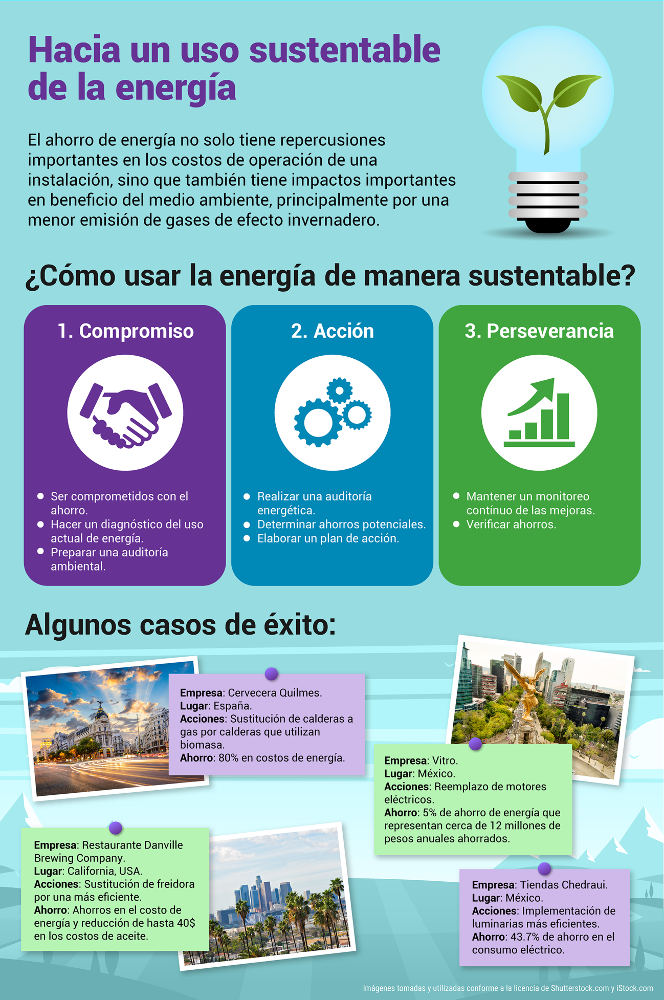 Hacia un uso sustentable
de la energía
El ahorro de energía no solo tiene repercusiones
importantes en los costos de operación de una
instalación, sino que también tiene impactos importantes
en beneficio del medio ambiente, principalmente por una
menor emisión de gases de efecto invernadero.
¿Cómo usar la energía de manera sustentable?
1. Compromiso
● Ser comprometidos con el
ahorro.
● Hacer un diagnóstico del uso
actual de energía.
● Preparar una auditoría
ambiental.
2. Acción
● Realizar una auditoría
energética.
● Determinar ahorros potenciales.
● Elaborar un plan de acción.
3. Perseverancia
● Mantener un monitoreo
contínuo de las mejoras.
● Verificar ahorros.
Algunos casos de éxito:
Empresa: Cervecera Quilmes.
Lugar: España.
Acciones: Sustitución de calderas a
gas por calderas que utilizan
biomasa.
Ahorro: 80% en costos de energía.
Empresa: Vitro.
Lugar: México.
Acciones: Reemplazo de motores
eléctricos.
Ahorro: 5% de ahorro de energía que
representan cerca de 12 millones de
pesos anuales ahorrados.
Empresa: Restaurante Danville
Brewing Company.
Lugar: California, USA.
Acciones: Sustitución de freidora
por una más eficiente.
Ahorro: Ahorros en el costo de
energía y reducción de hasta 40$
en los costos de aceite.
Empresa: Tiendas Chedraui.
Lugar: México.
Acciones: Implementación de
luminarias más eficientes.
Ahorro: 43.7% de ahorro en el
consumo eléctrico.
Imágenes tomadas y utilizadas conforme a la licencia de Shutterstock.com y iStock.com